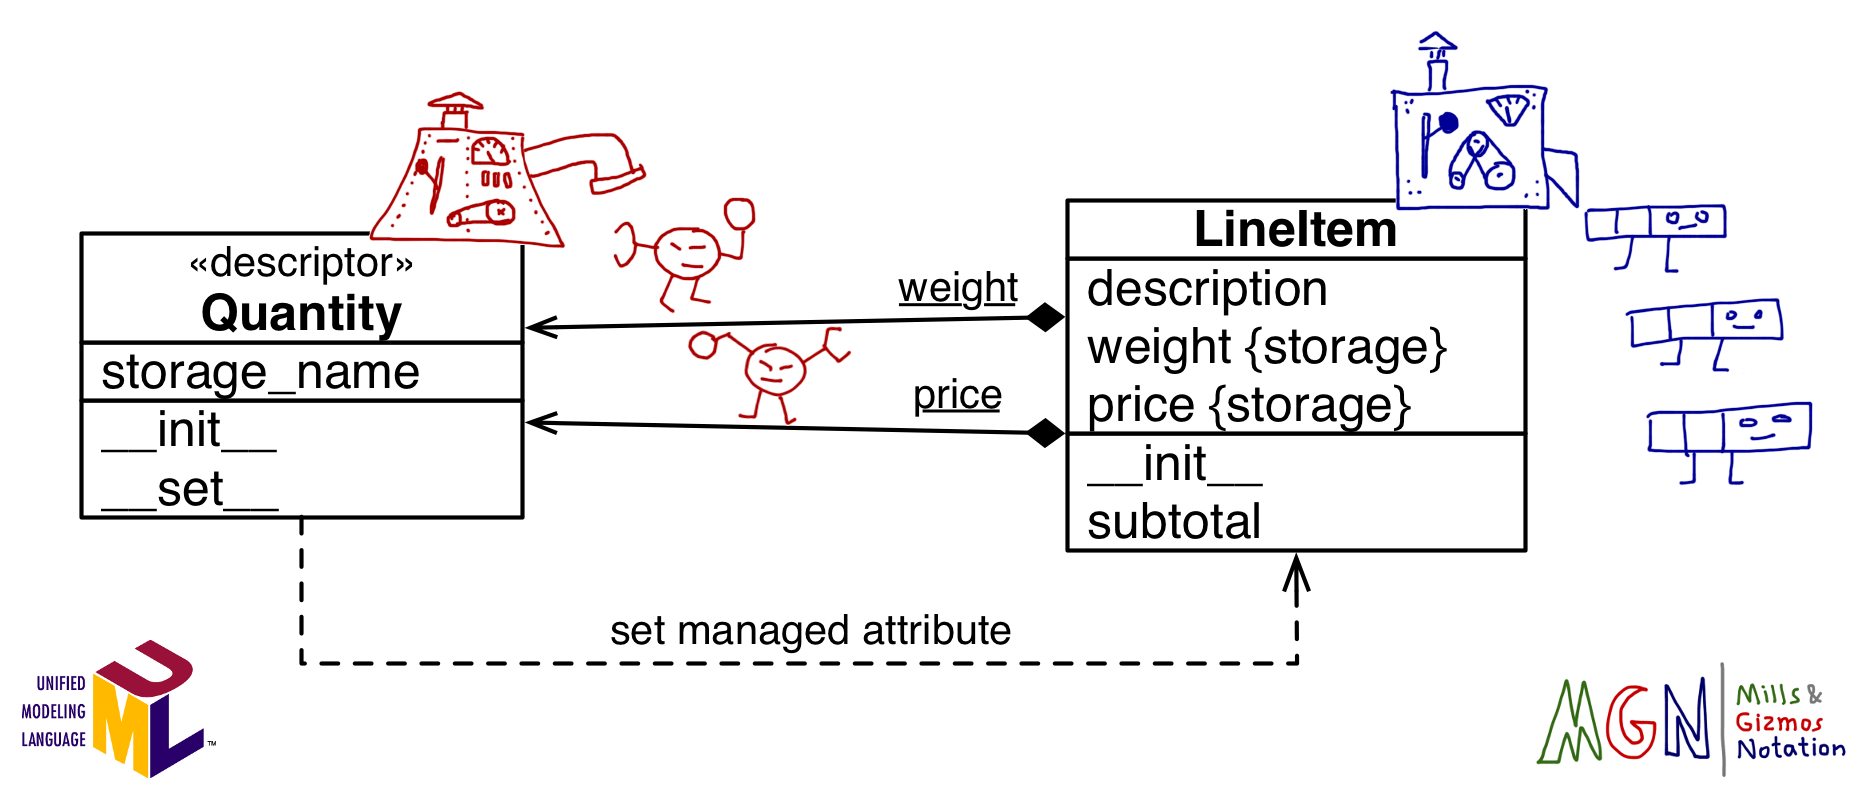 «descriptor»
Quantity
storage_name
__init__
__set__
weight
price
LineItem
description
weight {storage}
price {storage}
__init__
subtotal
set managed attribute
UNIFIED
MODELING
LANGUAGE
UML ™
MGN
Mills &
Gizmos
Notation